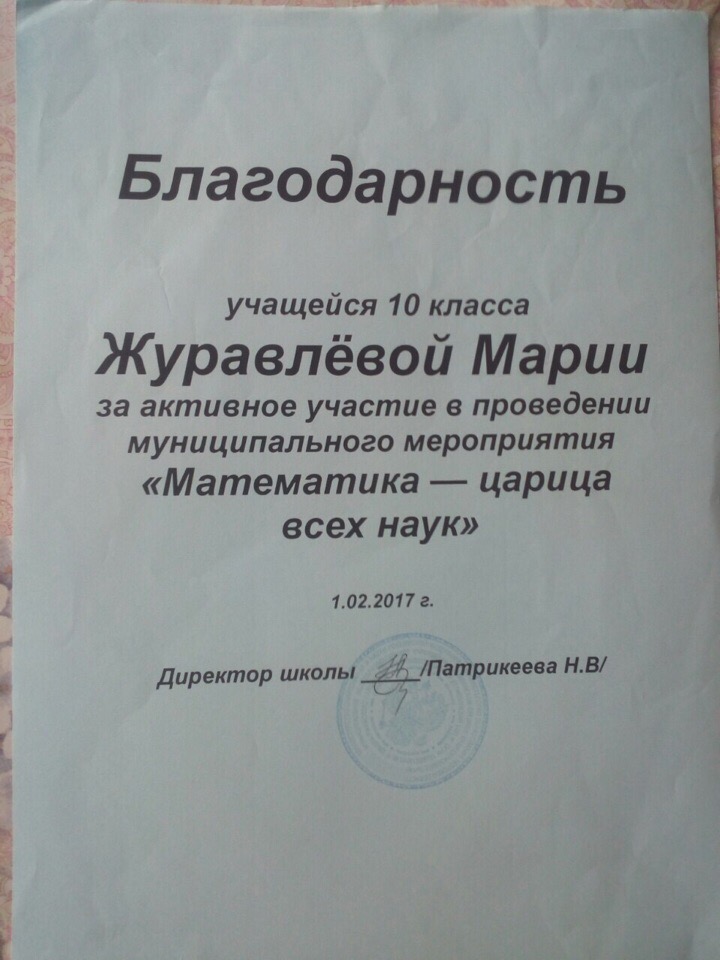 Благодарность
учащейся 10 класса
Журавлёвой Марии
за активное участие в проведении
муниципального мероприятия
«Математика — царица
всех наук»
1.02.2017 г.
Директор школы ______/Патрикеева Н.В/